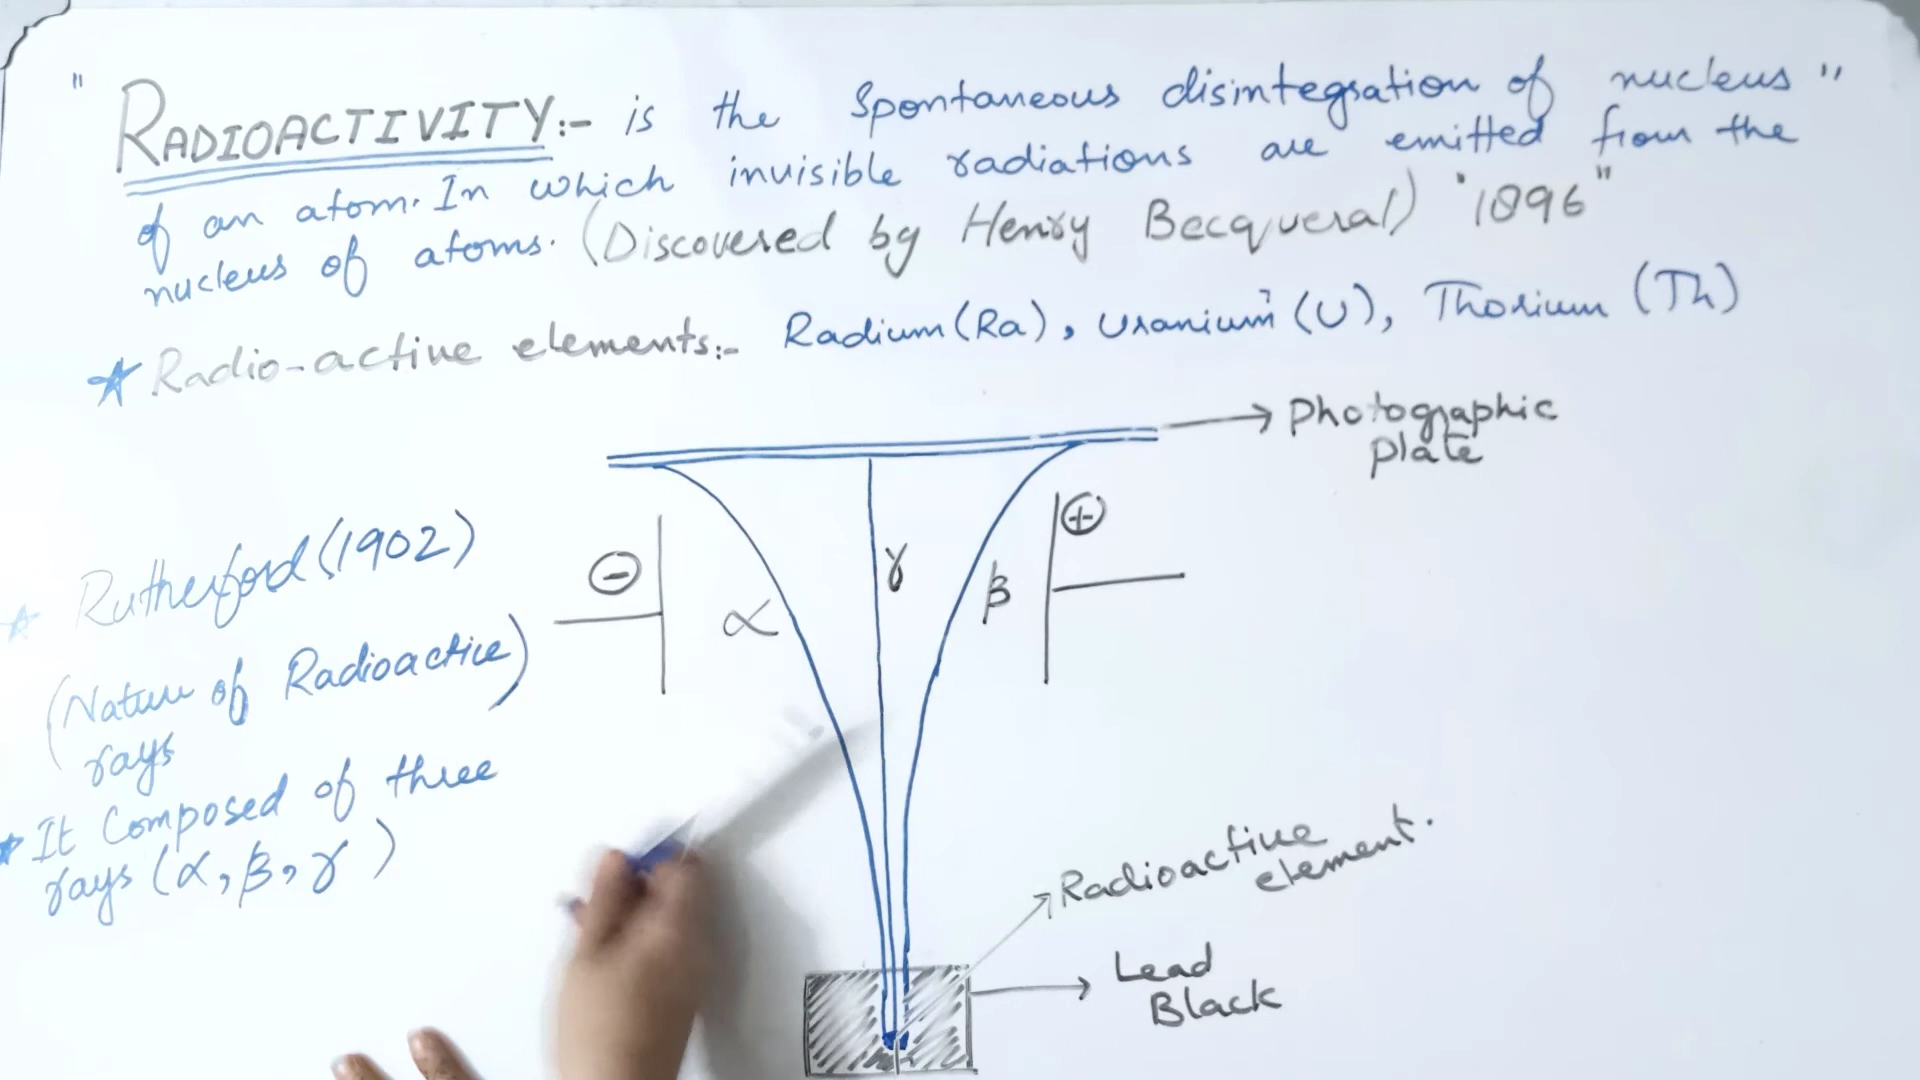 " RADIOACTIVITY:- is the Spontaneous disintegration of nucleus "
of an atom. In which invisible radiations are emitted from the
nucleus of atoms. (Discovered by Henry Becqueral) "1896"
* Radio-active elements:- Radium (Ra), Uranium (U), Thorium (Th)
→ Photographic
plate
* Rutherford (1902)
(Nature of Radioactive)
rays
* It Composed of three
rays (α, β, γ)
⊖
α
γ
β
⊕
Radioactive
element.
→ Lead
Black